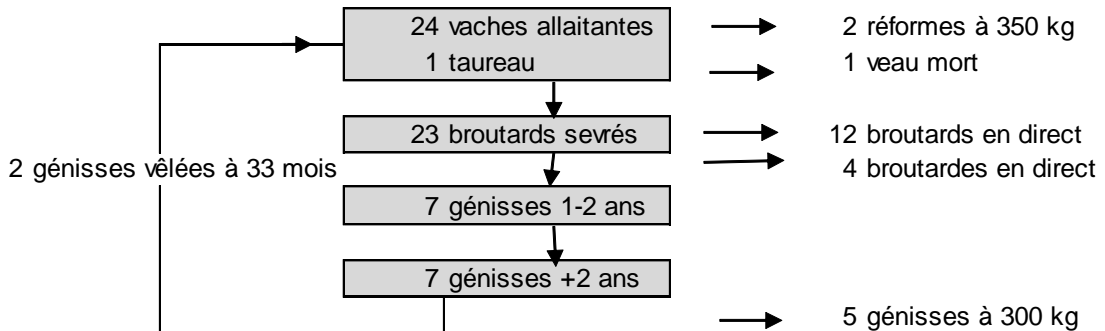 24 vaches allaitantes
1 taureau
2 réformes à 350 kg
1 veau mort
23 broutards sevrés
12 broutards en direct
4 broutardes en direct
2 génisses vêlées à 33 mois
7 génisses 1-2 ans
7 génisses +2 ans
5 génisses à 300 kg